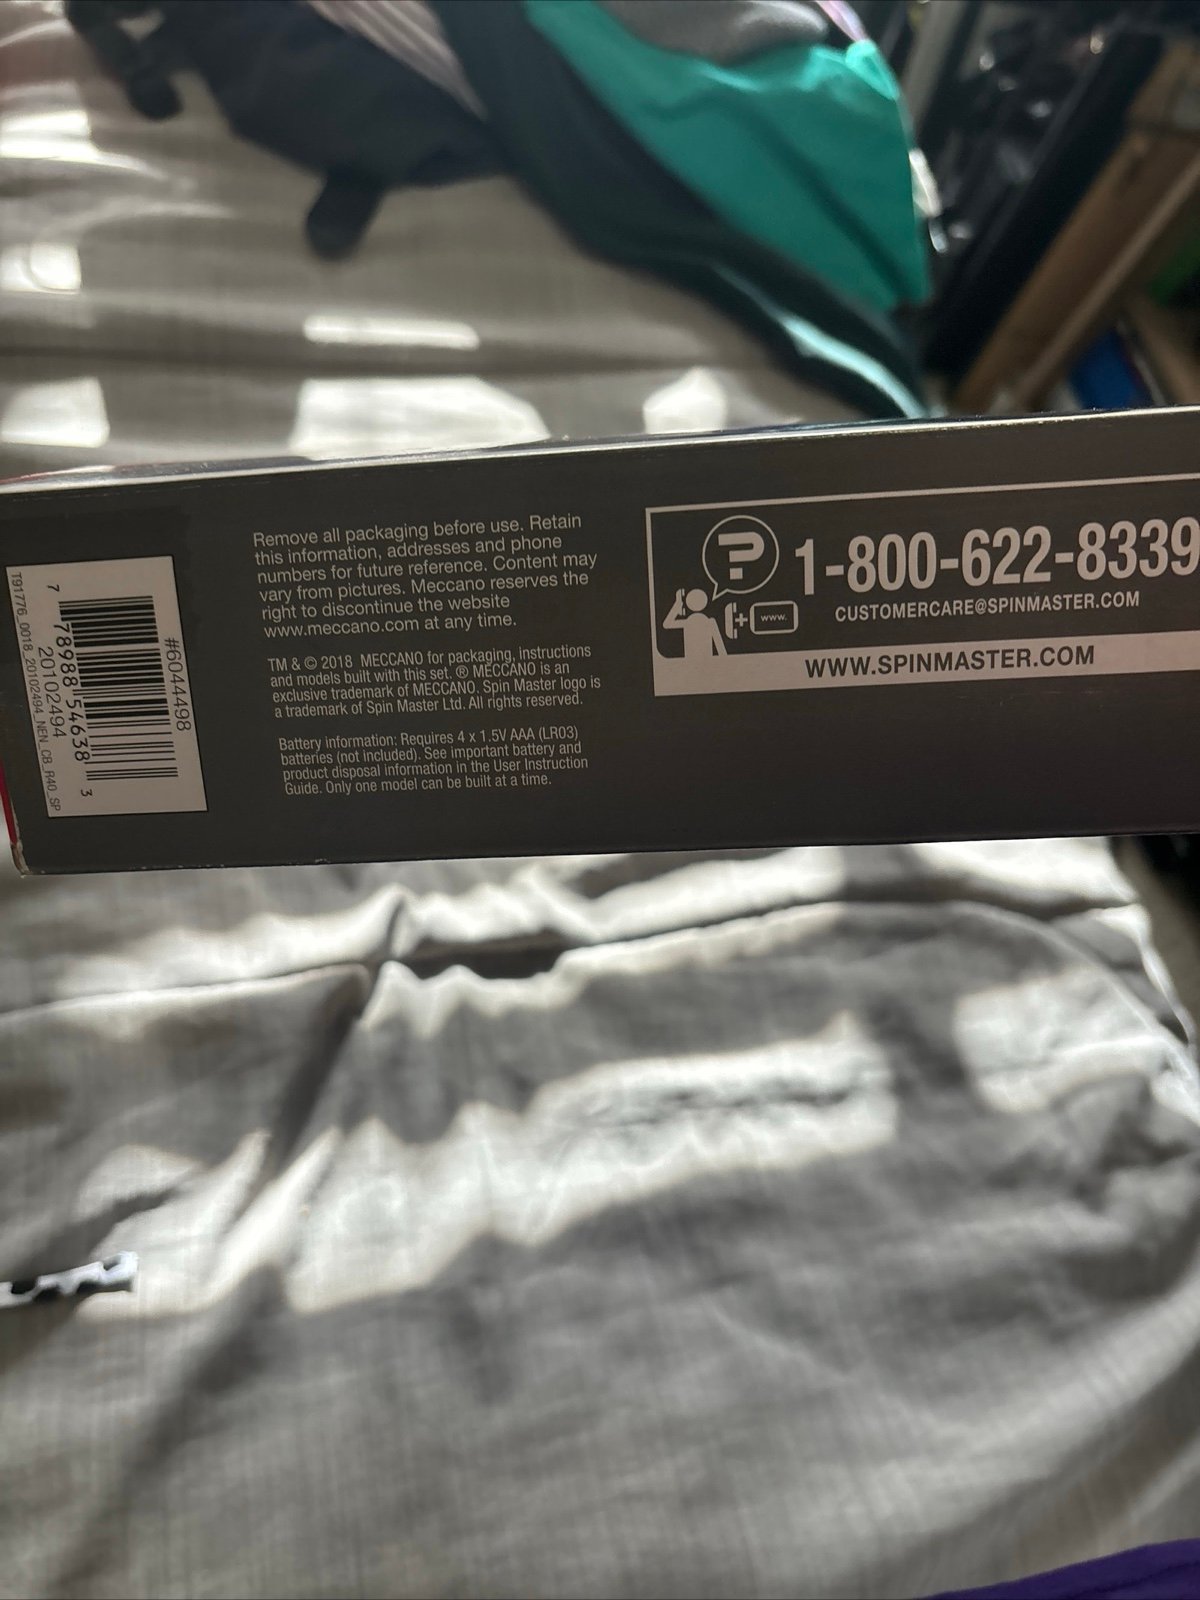 T91776_0018_20102494_NEN_CB_R40_SP
20102494
7 78988 54638 3
#6044498
Remove all packaging before use. Retain
this information, addresses and phone
numbers for future reference. Content may
vary from pictures. Meccano reserves the
right to discontinue the website
www.meccano.com at any time.
TM & © 2018 MECCANO for packaging, instructions
and models built with this set. ® MECCANO is an
exclusive trademark of MECCANO. Spin Master logo is
a trademark of Spin Master Ltd. All rights reserved.
Battery information: Requires 4 x 1.5V AAA (LR03)
batteries (not included). See important battery and
product disposal information in the User Instruction
Guide. Only one model can be built at a time.
?
www.
1-800-622-8339
CUSTOMERCARE@SPINMASTER.COM
WWW.SPINMASTER.COM